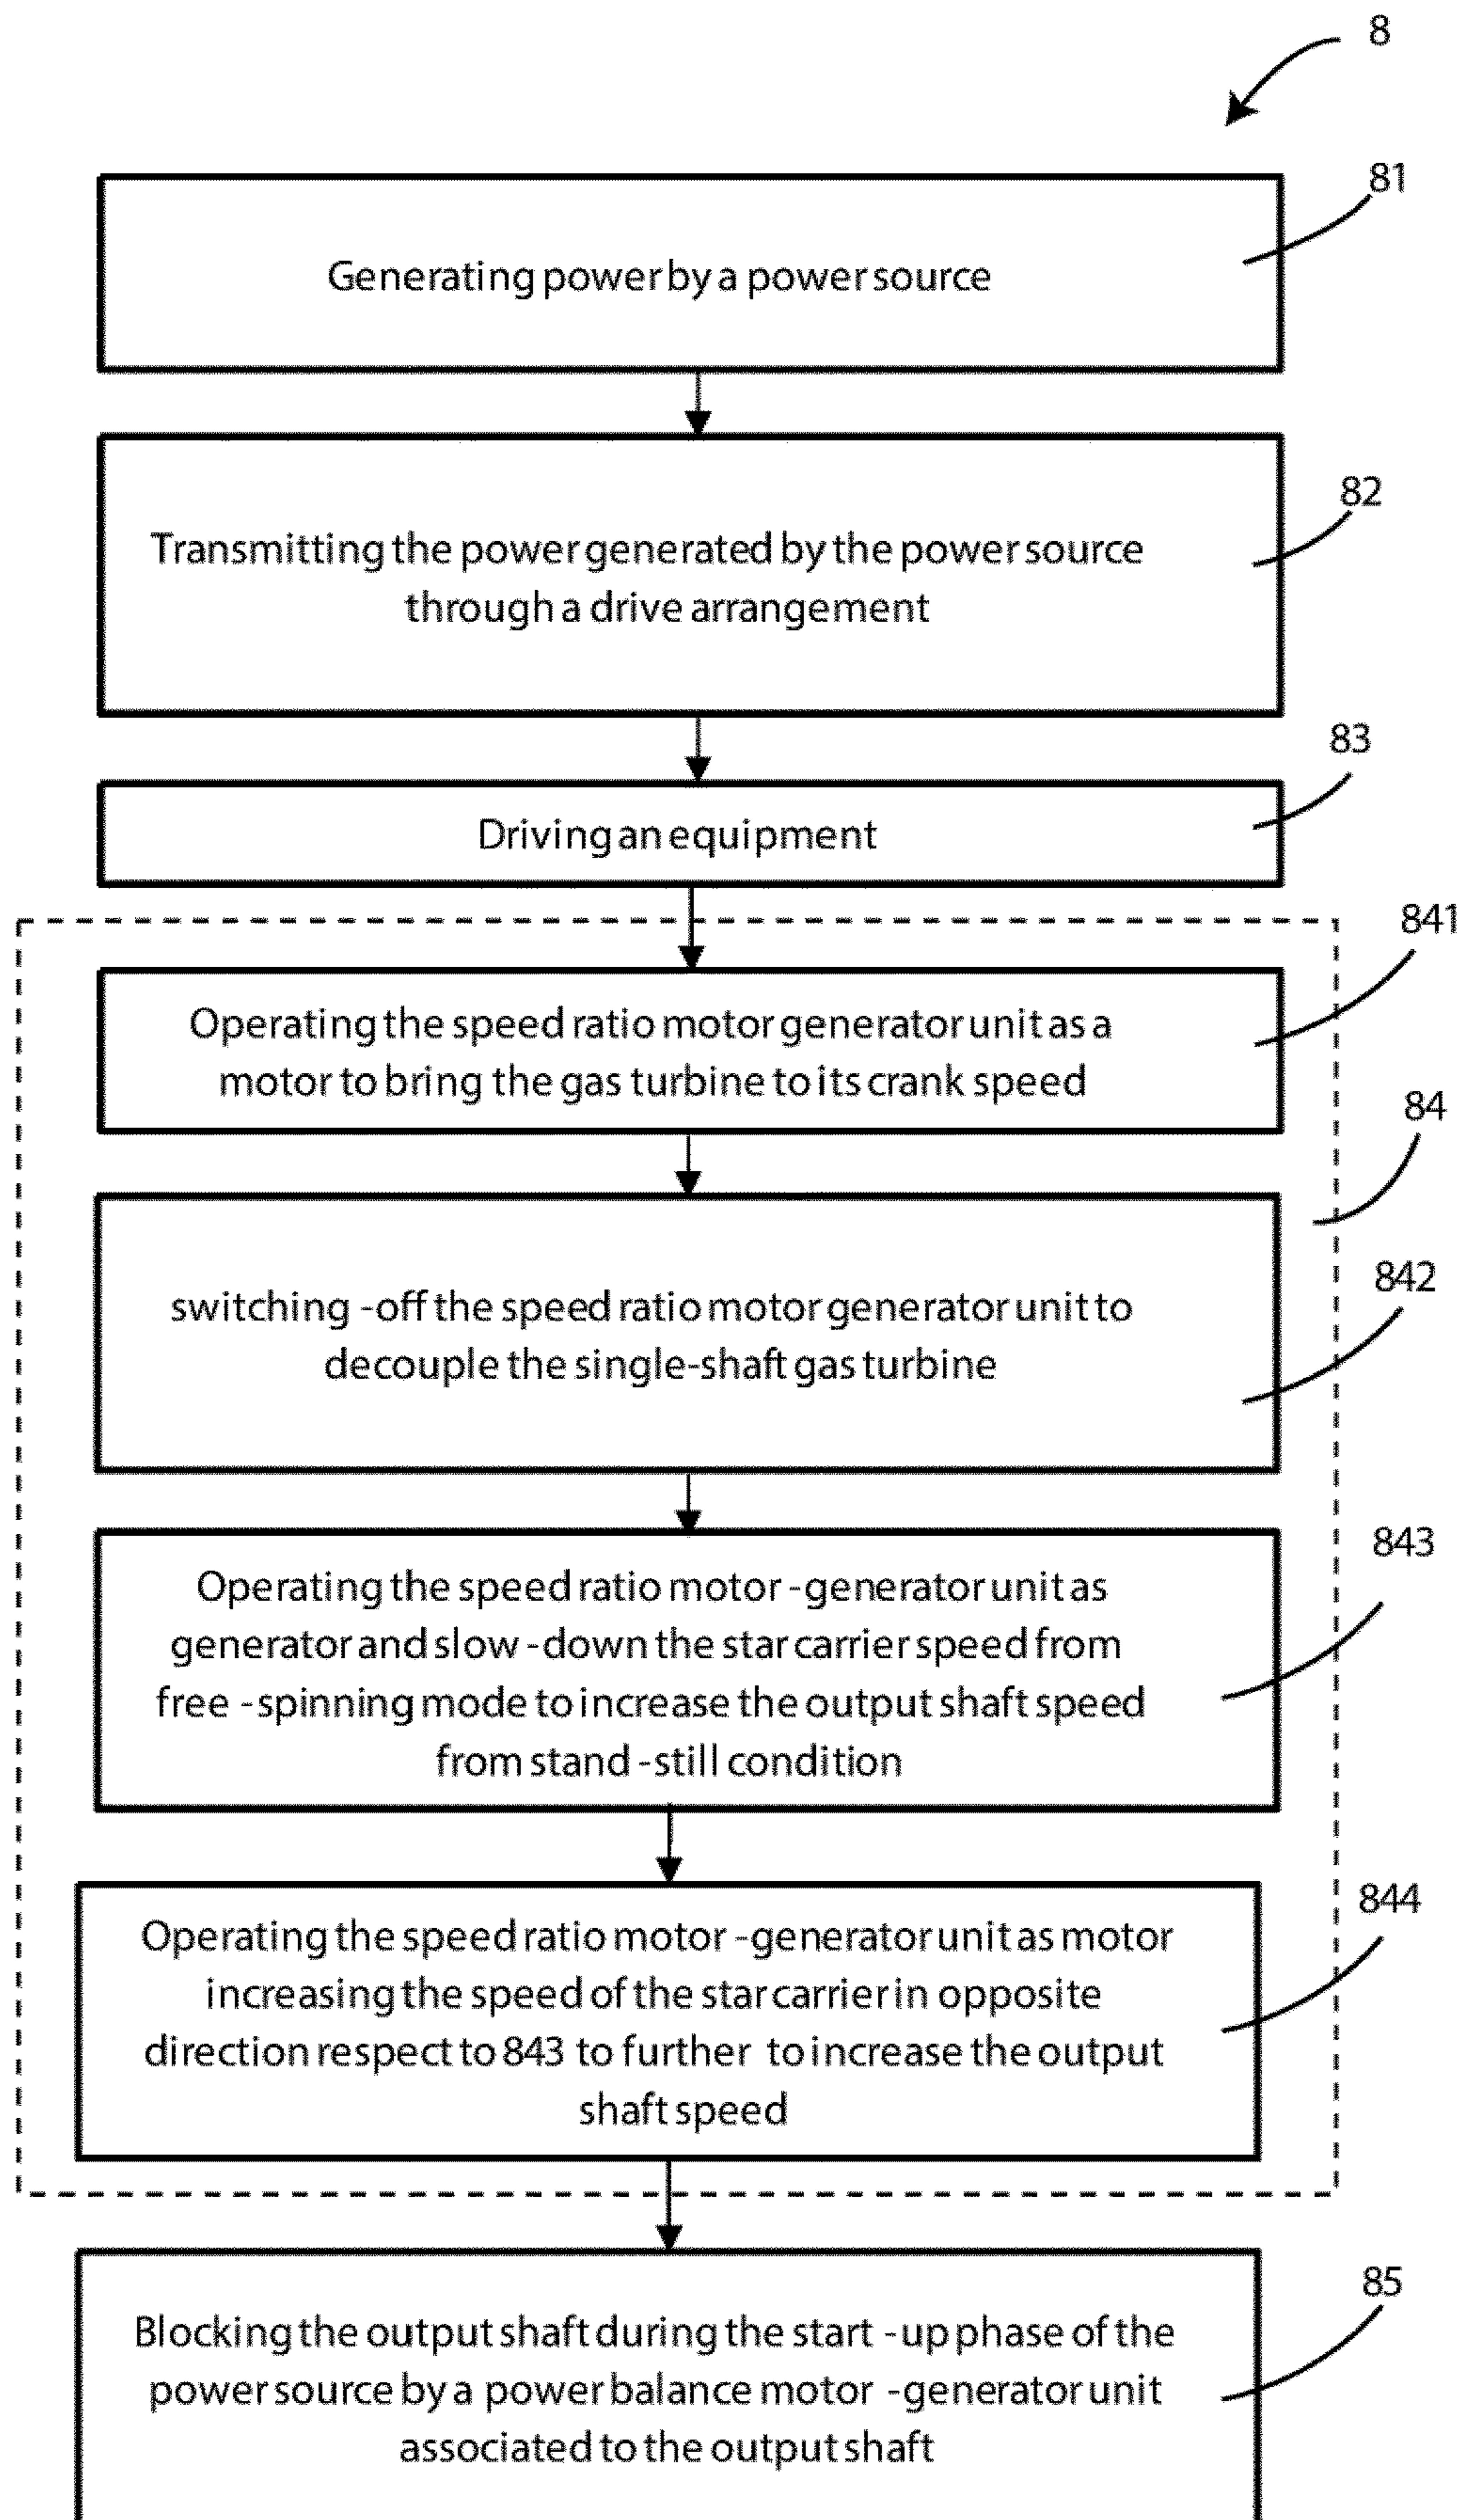 8
81
Generating power by a power source
82
Transmitting the power generated by the power source
through a drive arrangement
83
Driving an equipment
841
Operating the speed ratio motor generator unit as a
motor to bring the gas turbine to its crank speed
84
842
switching -off the speed ratio motor generator unit to
decouple the single-shaft gas turbine
843
Operating the speed ratio motor -generator unit as
generator and slow -down the star carrier speed from
free -spinning mode to increase the output shaft speed
from stand -still condition
844
Operating the speed ratio motor -generator unit as motor
increasing the speed of the star carrier in opposite
direction respect to 843 to further to increase the output
shaft speed
85
Blocking the output shaft during the start -up phase of the
power source by a power balance motor -generator unit
associated to the output shaft